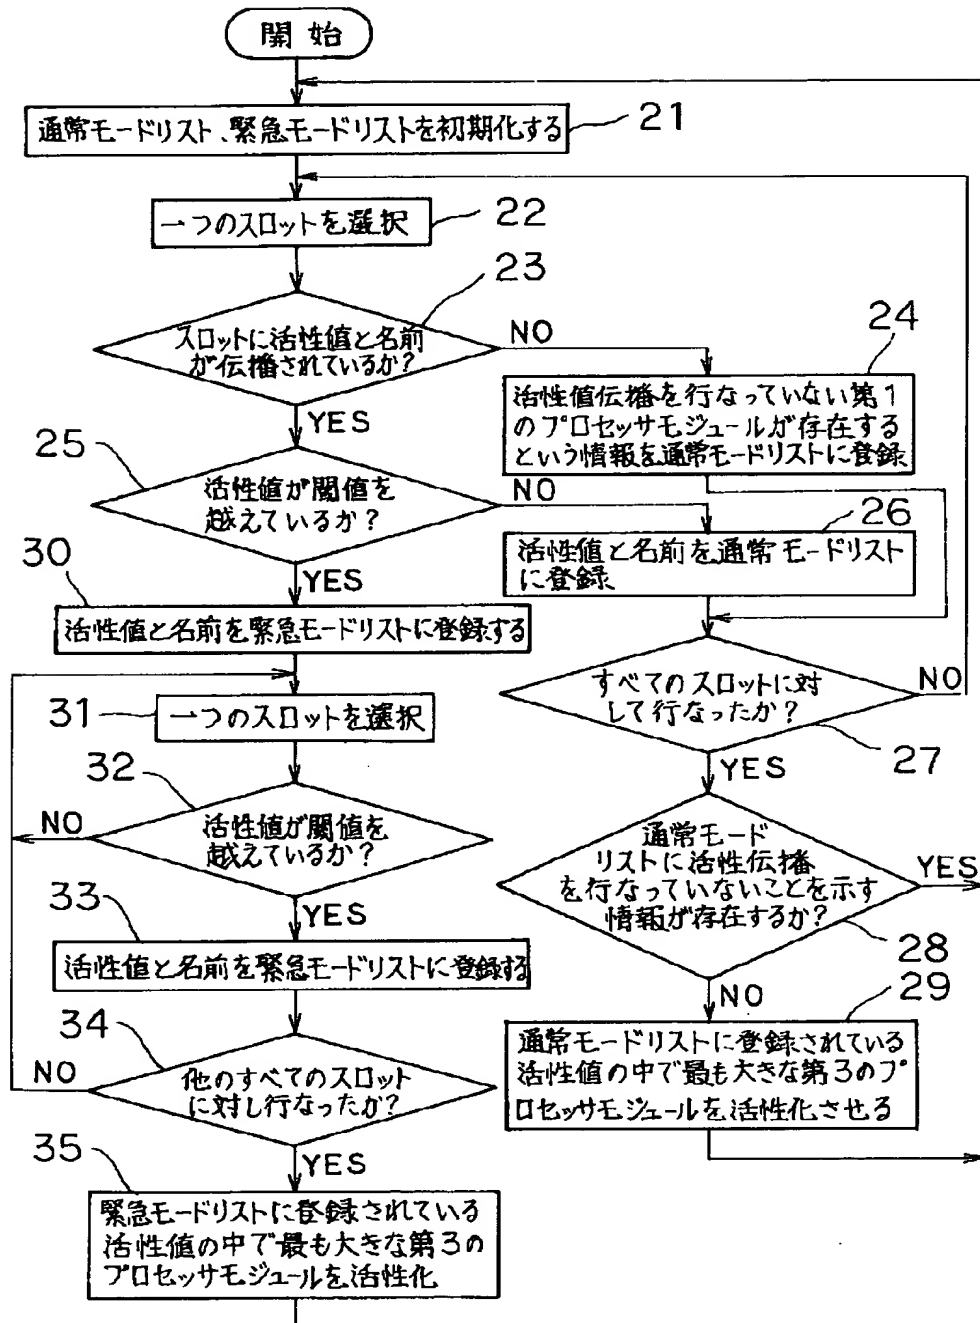 開始
通常モードリスト、緊急モードリストを初期化する
21
一つのスロットを選択
22
23
スロットに活性値と名前
が伝播されているか?
NO
YES
24
活性値伝播を行なっていない第1
のプロセッサモジュールが存在する
という情報を通常モードリストに登録
25
活性値が閾値を
越えているか?
NO
YES
26
活性値と名前を通常モードリスト
に登録
30
活性値と名前を緊急モードリストに登録する
すべてのスロットに対
して行なったか?
NO
YES
27
31
一つのスロットを選択
32
活性値が閾値を
越えているか?
NO
YES
通常モード
リストに活性伝播
を行なっていないことを示す
情報が存在するか?
YES
NO
28
33
活性値と名前を緊急モードリストに登録する
29
通常モードリストに登録されている
活性値の中で最も大きな第3のプ
ロセッサモジュールを活性化させる
34
他のすべてのスロット
に対し行なったか?
NO
YES
35
緊急モードリストに登録されている
活性値の中で最も大きな第3の
プロセッサモジュールを活性化